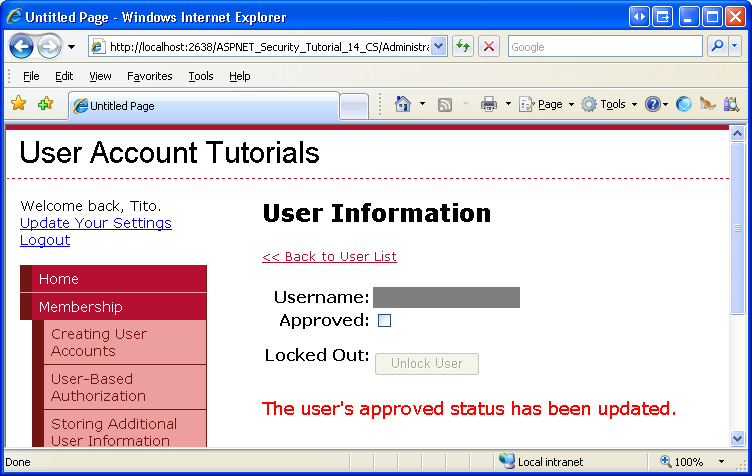 Untitled Page - Windows Internet Explorer
http://localhost:2638/ASPNET_Security_Tutorial_14_CS/Administra
Google
File Edit View Favorites Tools Help
Untitled Page
Page Tools
User Account Tutorials
Welcome back, Tito.
Update Your Settings
Logout
Home
Membership
Creating User
Accounts
User-Based
Authorization
Storing Additional
User Information
User Information
<< Back to User List
Username:
Approved:
Locked Out: Unlock User
The user's approved status has been updated.
Done Local intranet 100%